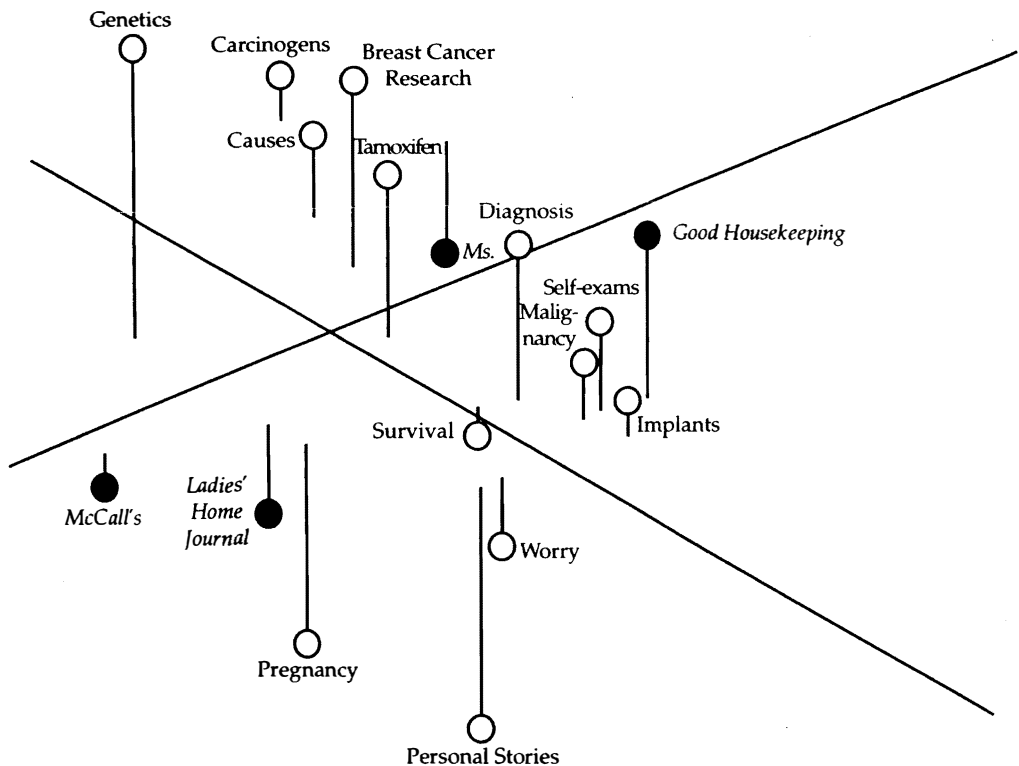 Genetics
Carcinogens
Breast Cancer
Research
Causes
Tamoxifen
Diagnosis
Ms.
Good Housekeeping
Self-exams
Malig-
nancy
Implants
Survival
McCall's
Ladies'
Home
Journal
Worry
Pregnancy
Personal Stories